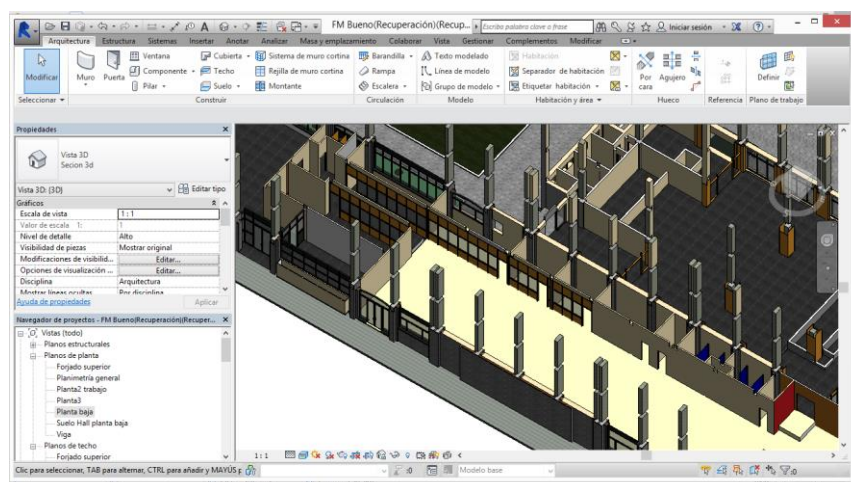 FM Bueno(Recuperación)(Recup...
Escribo palabra clave o frase
Iniciar sesión
Arquitectura Estructura Sistemas Insertar Anotar Analizar Masa y emplazamiento Colaborar Vista Gestionar Complementos Modificar
Modificar
Muro
Puerta
Ventana
Componente
Pilar
Cubierta
Techo
Suelo
Sistema de muro cortina
Rejilla de muro cortina
Montante
Barandilla
Rampa
Escalera
Texto modelado
Línea de modelo
Grupo de modelo
Habitación
Separador de habitación
Etiquetar habitación
Por cara
Agujero
Definir
Seleccionar Construir Circulación Modelo Habitación y área Hueco Referencia Plano de trabajo
Propiedades
Vista 3D
Secion 3d
Vista 3D: {3D} Editar tipo
Gráficos
Escala de vista 1 : 1
Valor de escala 1: 1
Nivel de detalle Alto
Visibilidad de piezas Mostrar original
Modificaciones de visibilid... Editar...
Opciones de visualización ... Editar...
Disciplina Arquitectura
Mostrar líneas ocultas Por disciplina
Ayuda de propiedades Aplicar
Navegador de proyectos - FM Bueno(Recuperación)(Recuper...
Vistas (todo)
Planos estructurales
Planos de planta
Forjado superior
Planimetría general
Planta2 trabajo
Planta3
Planta baja
Suelo Hall planta baja
Viga
Planos de techo
Forjado superior
1 : 1
Clic para seleccionar, TAB para alternar, CTRL para añadir y MAYÚS p
:0
Modelo base
:0